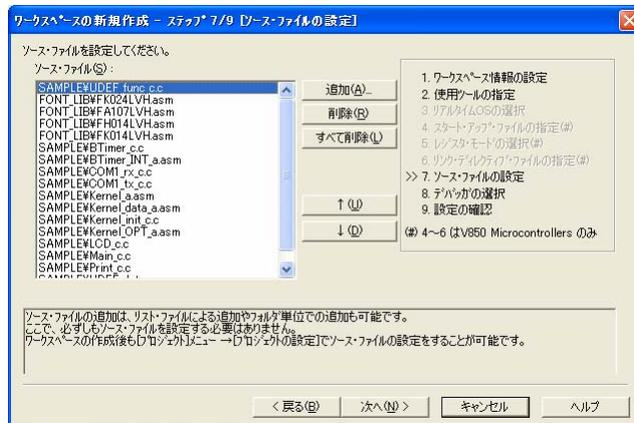 ワークスペースの新規作成 - ステップ 7/9 [ソース・ファイルの設定]
ソース・ファイルを設定してください。
ソース・ファイル(S) :
SAMPLE¥UDEF_func_c.c
FONT_LIB¥FK024LVH.asm
FONT_LIB¥FA107LVH.asm
FONT_LIB¥FH014LVH.asm
FONT_LIB¥FK014LVH.asm
SAMPLE¥BTimer_c.c
SAMPLE¥BTimer_INT_a.asm
SAMPLE¥COM1_rx_c.c
SAMPLE¥COM1_tx_c.c
SAMPLE¥Kernel_a.asm
SAMPLE¥Kernel_data_a.asm
SAMPLE¥Kernel_init_c.c
SAMPLE¥Kernel_OPT_a.asm
SAMPLE¥LCD_c.c
SAMPLE¥Main_c.c
SAMPLE¥Print_c.c
追加(A)...
削除(R)
すべて削除(L)
↑(U)
↓(D)
1. ワークスペース情報の設定
2. 使用ツールの指定
3 リアルタイムOSの選択
4. スタート・アップ・ファイルの指定(#)
5. レジスタ・モードの選択(#)
6. リンク・ディレクティブ・ファイルの指定(#)
>> 7. ソース・ファイルの設定
8. デバッガの選択
9. 設定の確認
(#) 4～6 はV850 Microcontrollers のみ
ソース・ファイルの追加は、リスト・ファイルによる追加やフォルダ単位での追加も可能です。
ここで、必ずしもソース・ファイルを設定する必要はありません。
ワークスペースの作成後も[プロジェクト]メニュー →[プロジェクトの設定]でソース・ファイルの設定をすることが可能です。
< 戻る(B)
次へ(N) >
キャンセル
ヘルプ